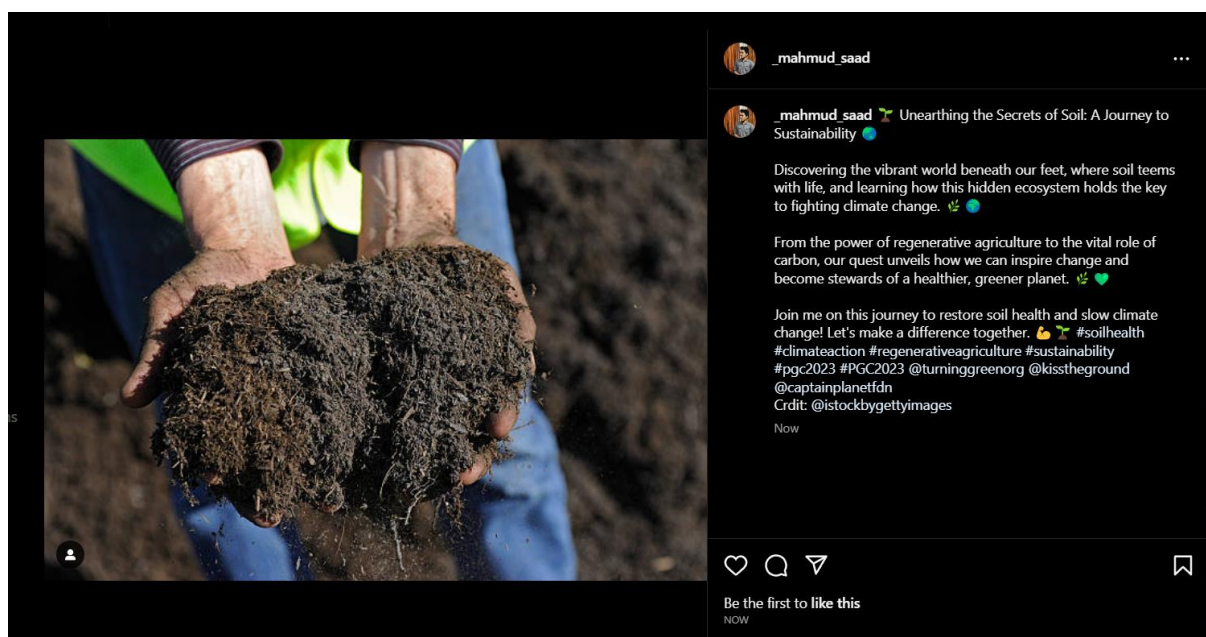 _mahmud_saad
_mahmud_saad 🌱 Unearthing the Secrets of Soil: A Journey to
Sustainability 🌏
Discovering the vibrant world beneath our feet, where soil teems
with life, and learning how this hidden ecosystem holds the key
to fighting climate change. 🌿 🌏
From the power of regenerative agriculture to the vital role of
carbon, our quest unveils how we can inspire change and
become stewards of a healthier, greener planet. 🌿 💚
Join me on this journey to restore soil health and slow climate
change! Let's make a difference together. 💪 🌱 #soilhealth
#climateaction #regenerativeagriculture #sustainability
#pgc2023 #PGC2023 @turninggreenorg @kisstheground
@captainplanetfdn
Crdit: @istockbygettyimages
Now
Be the first to like this
NOW